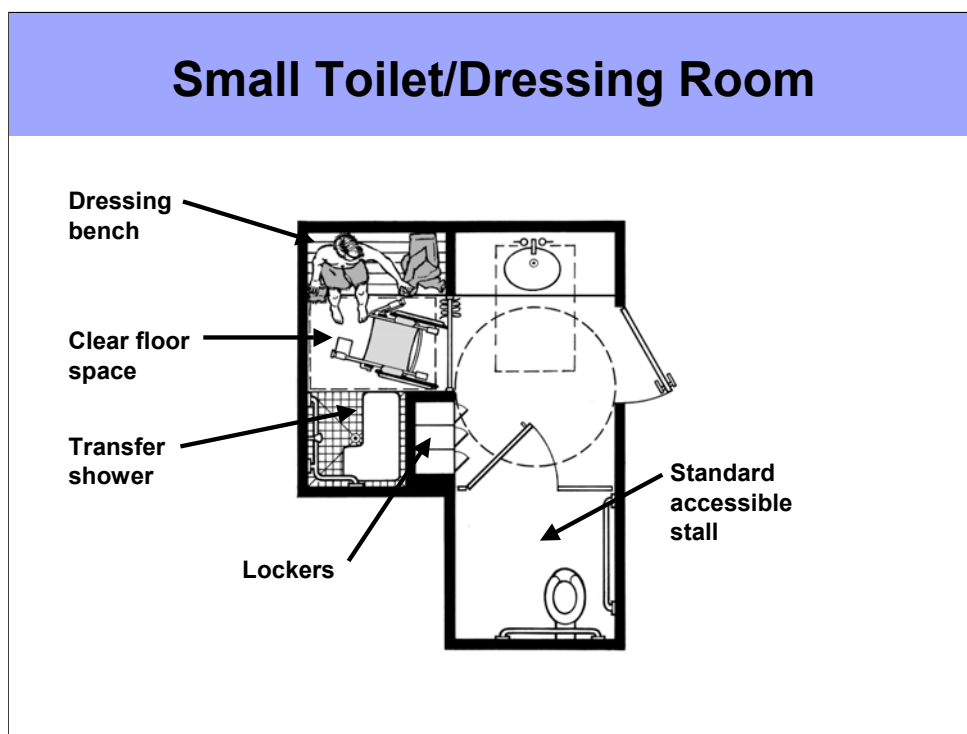 Small Toilet/Dressing Room
Dressing
bench
Clear floor
space
Transfer
shower
Lockers
Standard
accessible
stall